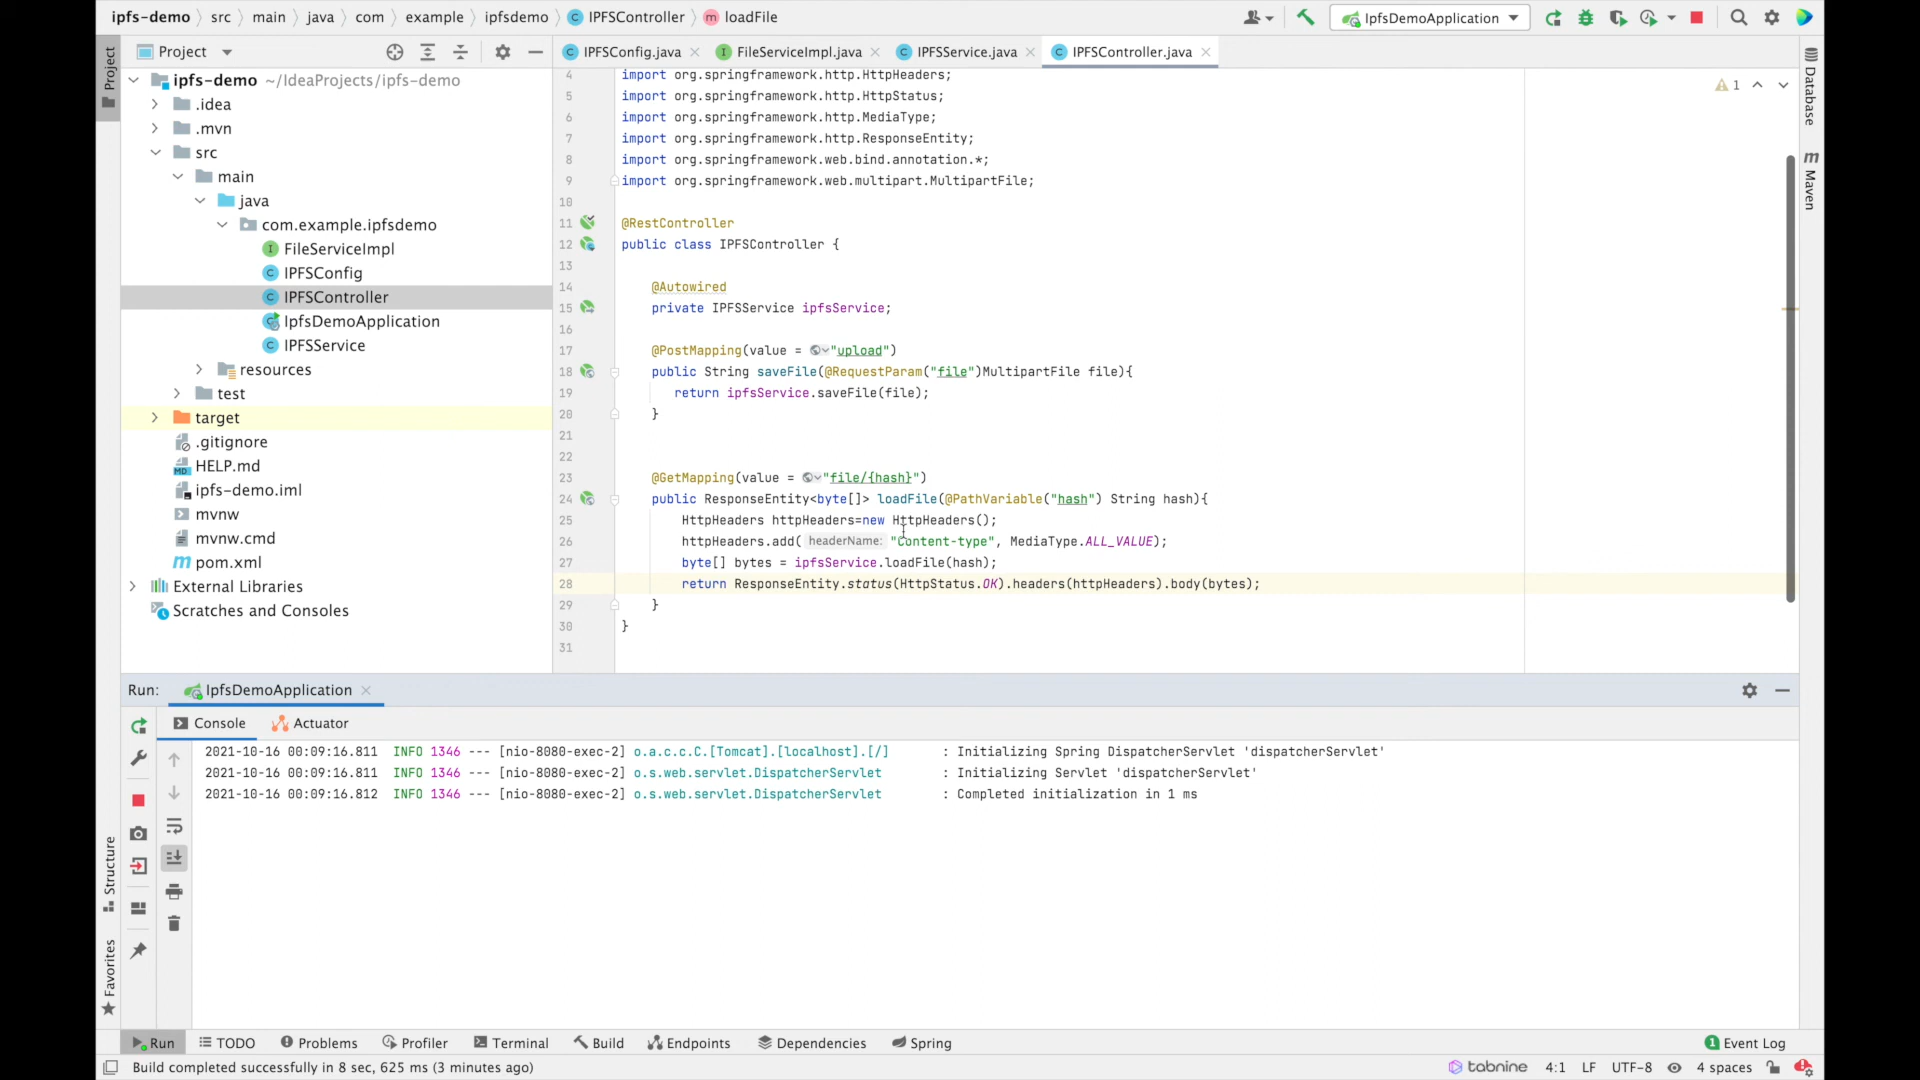 ipfs-demo src main java com example ipfsdemo IPFSController loadFile
IpfsDemoApplication
Project
IPFSConfig.java FileServiceImpl.java IPFSService.java IPFSController.java
Project
Structure
Favorites
Database
Maven
1
ipfs-demo ~/IdeaProjects/ipfs-demo
.idea
.mvn
src
main
java
com.example.ipfsdemo
FileServiceImpl
IPFSConfig
IPFSController
IpfsDemoApplication
IPFSService
resources
test
target
.gitignore
HELP.md
ipfs-demo.iml
mvnw
mvnw.cmd
pom.xml
External Libraries
Scratches and Consoles
4 import org.springframework.http.HttpHeaders;
5 import org.springframework.http.HttpStatus;
6 import org.springframework.http.MediaType;
7 import org.springframework.http.ResponseEntity;
8 import org.springframework.web.bind.annotation.*;
9 import org.springframework.web.multipart.MultipartFile;
10
11 @RestController
12 public class IPFSController {
13
14 @Autowired
15 private IPFSService ipfsService;
16
17 @PostMapping(value = "upload")
18 public String saveFile(@RequestParam("file")MultipartFile file){
19 return ipfsService.saveFile(file);
20 }
21
22
23 @GetMapping(value = "file/{hash}")
24 public ResponseEntity<byte[]> loadFile(@PathVariable("hash") String hash){
25 HttpHeaders httpHeaders=new HttpHeaders();
26 httpHeaders.add( headerName: "Content-type", MediaType.ALL_VALUE);
27 byte[] bytes = ipfsService.loadFile(hash);
28 return ResponseEntity.status(HttpStatus.OK).headers(httpHeaders).body(bytes);
29 }
30 }
31
Run: IpfsDemoApplication
Console Actuator
2021-10-16 00:09:16.811 INFO 1346 --- [nio-8080-exec-2] o.a.c.c.C.[Tomcat].[localhost].[/] : Initializing Spring DispatcherServlet 'dispatcherServlet'
2021-10-16 00:09:16.811 INFO 1346 --- [nio-8080-exec-2] o.s.web.servlet.DispatcherServlet : Initializing Servlet 'dispatcherServlet'
2021-10-16 00:09:16.812 INFO 1346 --- [nio-8080-exec-2] o.s.web.servlet.DispatcherServlet : Completed initialization in 1 ms
Run TODO Problems Profiler Terminal Build Endpoints Dependencies Spring 1 Event Log
Build completed successfully in 8 sec, 625 ms (3 minutes ago) tabnine 4:1 LF UTF-8 4 spaces